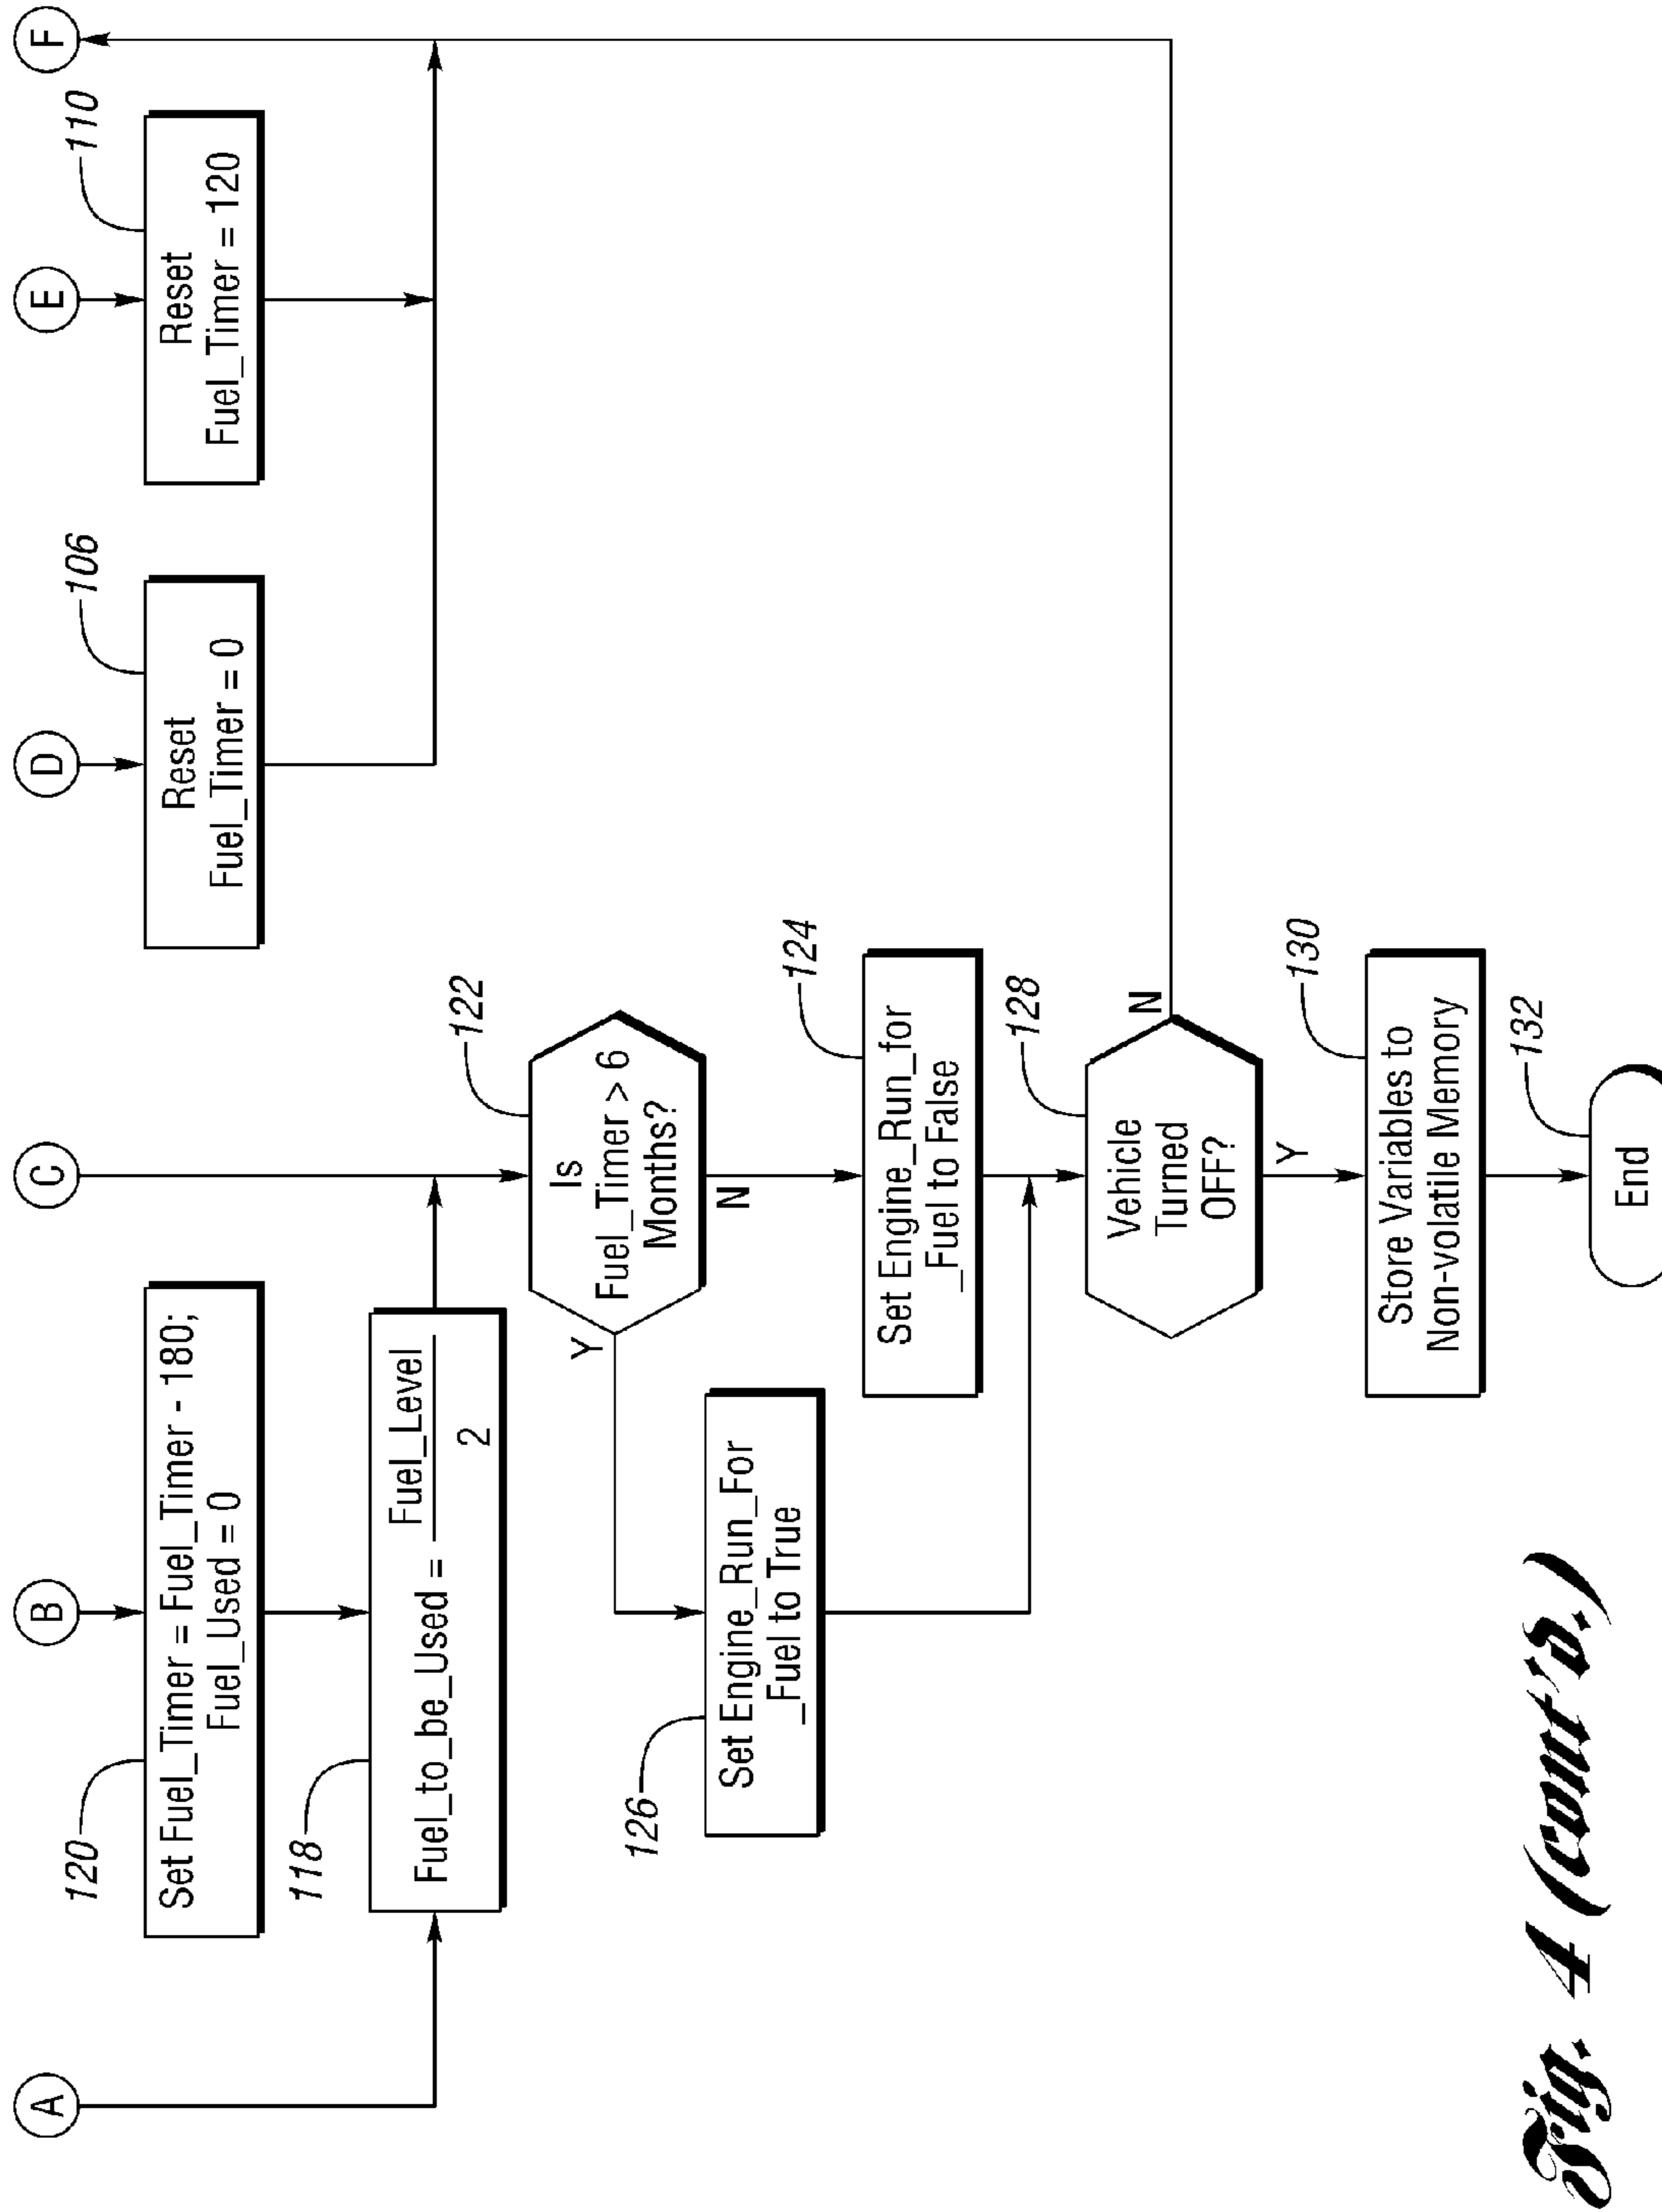 A
B
C
D
E
F
120
Set Fuel_Timer = Fuel_Timer - 180;
Fuel_Used = 0
106
Reset
Fuel_Timer = 0
110
Reset
Fuel_Timer = 120
118
Fuel_to_be_Used = Fuel_Level
2
122
Is
Fuel_Timer > 6
Months?
Y
N
126
Set Engine_Run_For
_Fuel to True
124
Set Engine_Run_for
_Fuel to False
128
Vehicle
Turned
OFF?
N
Y
130
Store Variables to
Non-volatile Memory
132
End
Fig. 4 (cont'd.)